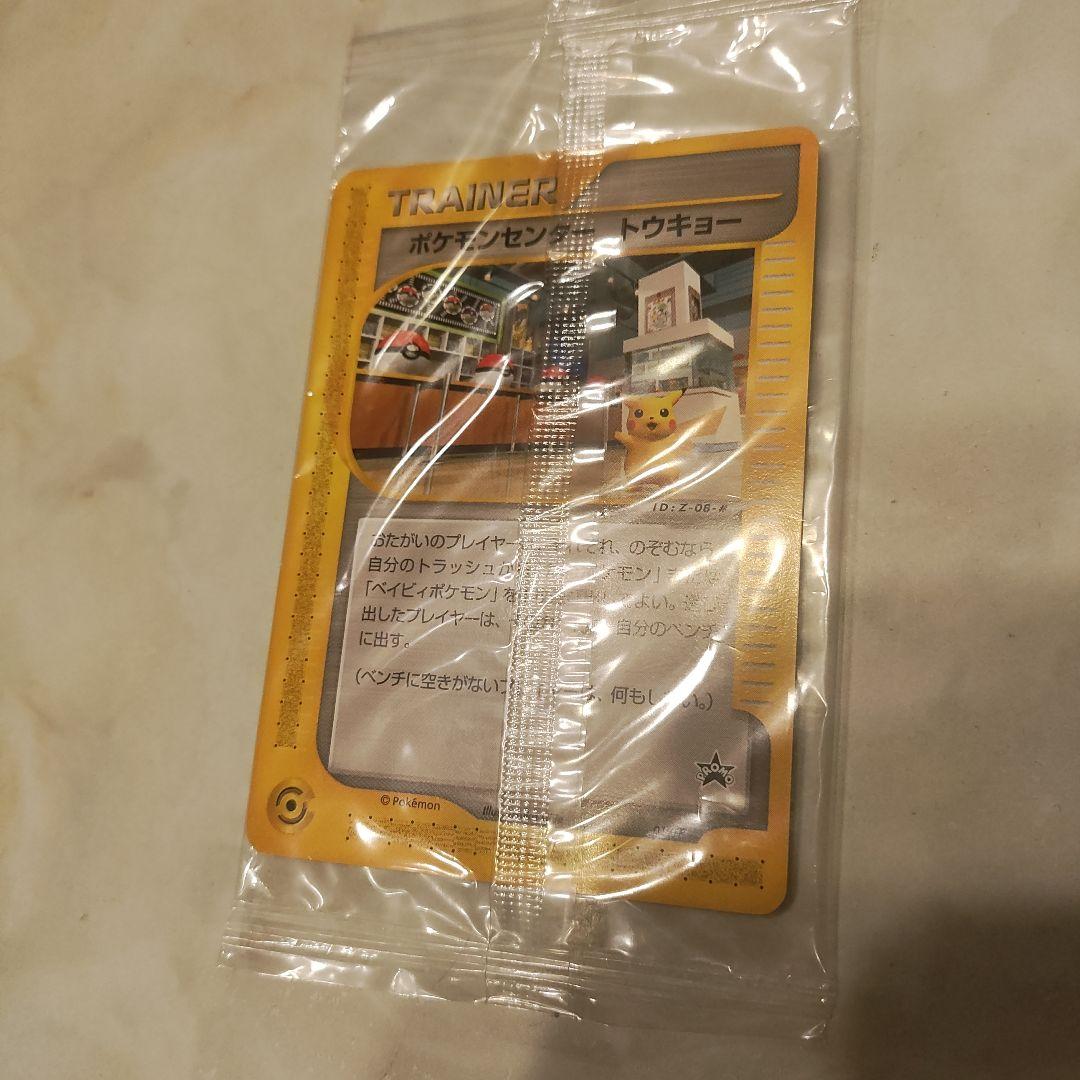 TRAINER
ポケモンセンター トウキョー
ID:Z-08-#
おたがいのプレイヤー れぞれ、のぞむなら、
自分のトラッシュか モン」
「ベイビィポケモン」を よい。
出したプレイヤーは、 自分のベンチ
に出す。
(ベンチに空きがない は、何もしない。)
PROMO
© Pokémon